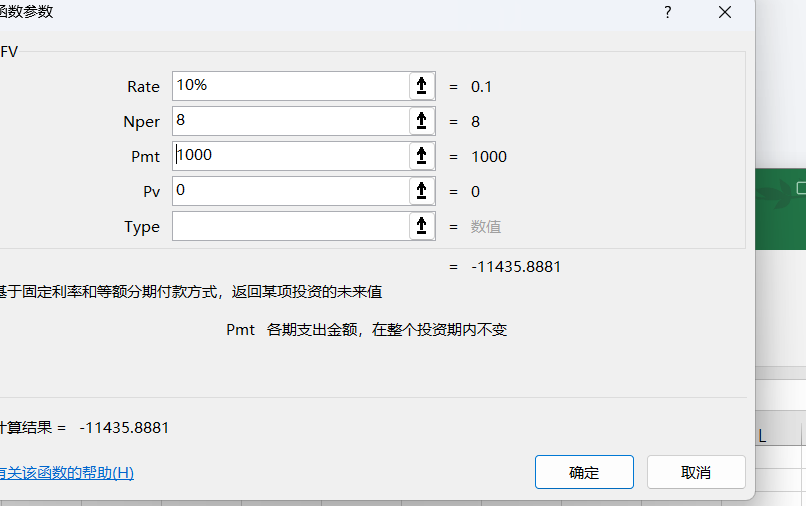 函数参数 ?
FV
Rate 10% = 0.1
Nper 8 = 8
Pmt 1000 = 1000
Pv 0 = 0
Type = 数值
= -11435.8881
基于固定利率和等额分期付款方式，返回某项投资的未来值
Pmt 各期支出金额，在整个投资期内不变
计算结果 = -11435.8881
L
有关该函数的帮助(H)
确定 取消